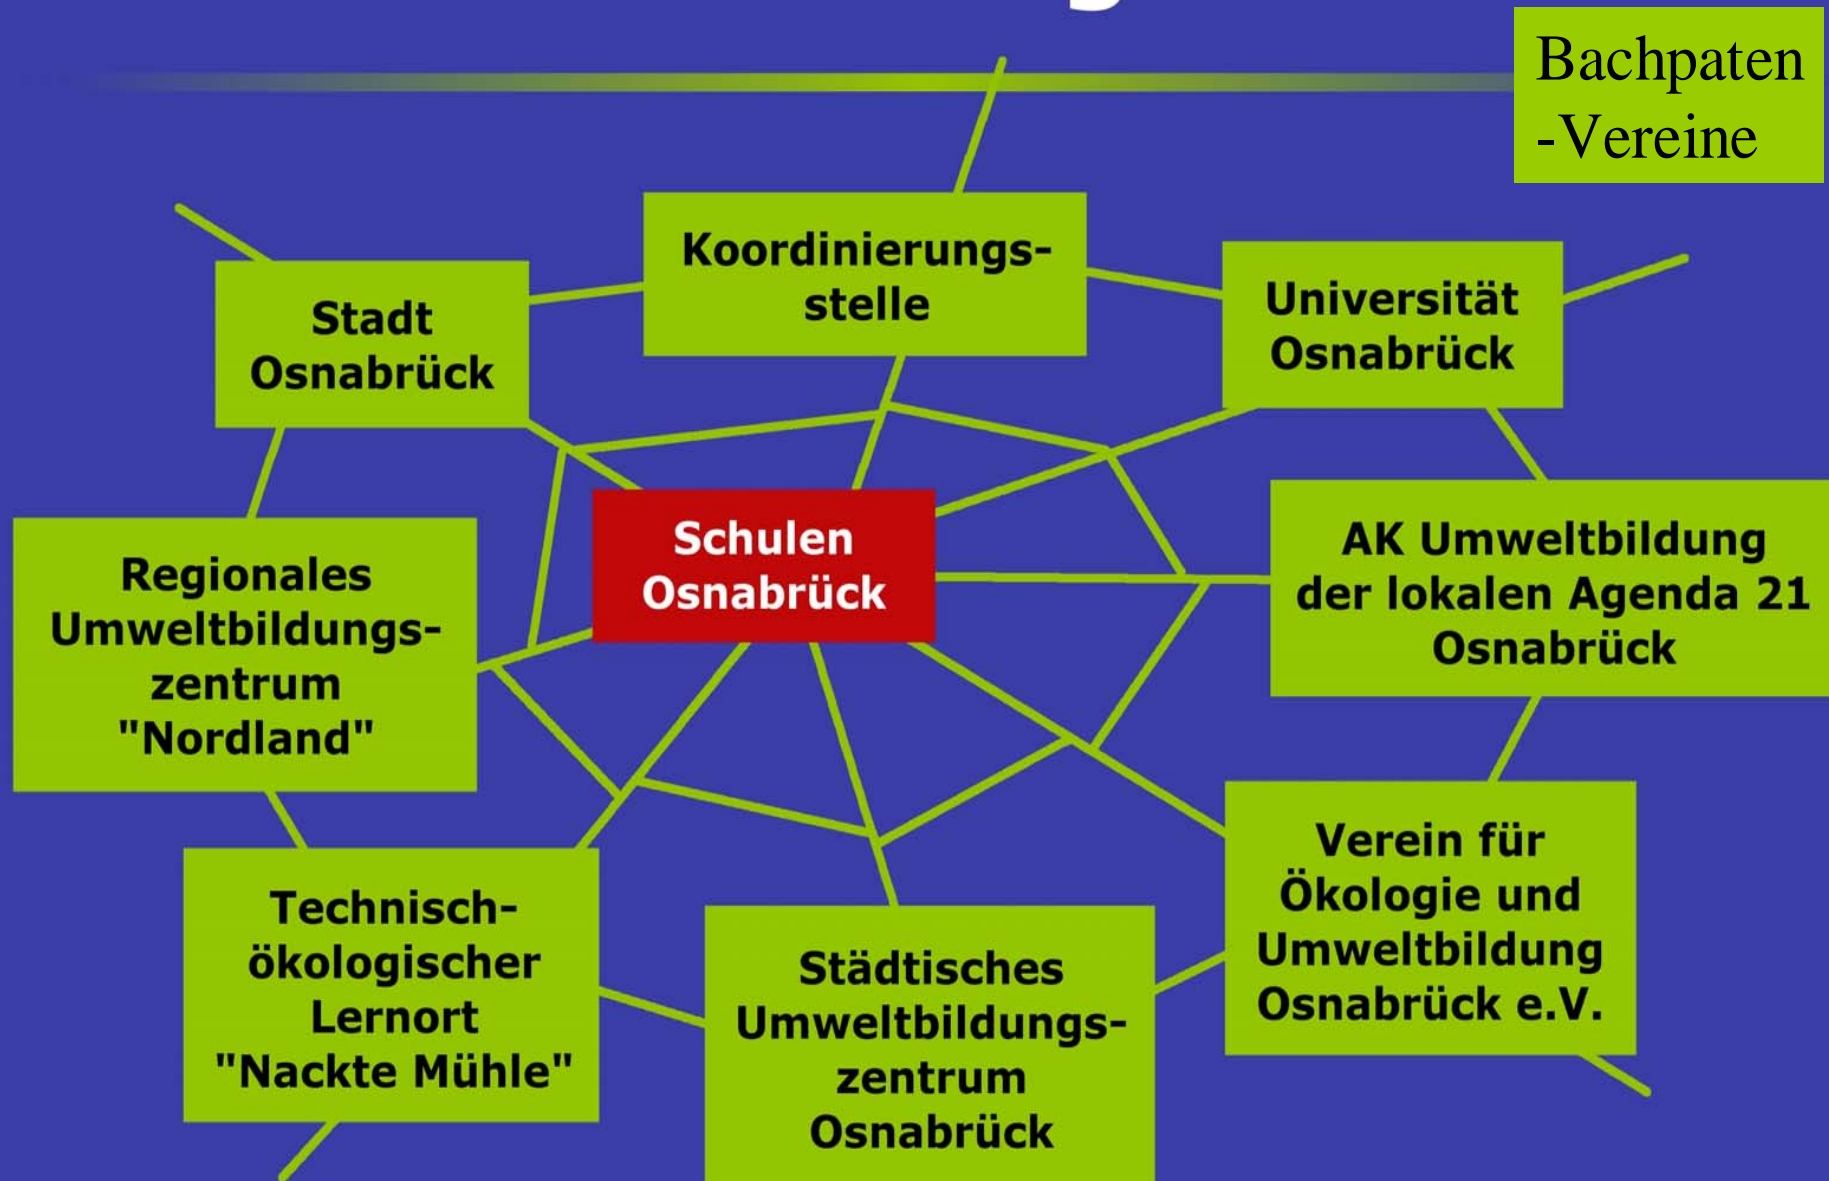 Bachpaten
-Vereine
Koordinierungs-
stelle
Stadt
Osnabrück
Universität
Osnabrück
Schulen
Osnabrück
AK Umweltbildung
der lokalen Agenda 21
Osnabrück
Regionales
Umweltbildungs-
zentrum
"Nordland"
Verein für
Ökologie und
Umweltbildung
Osnabrück e.V.
Technisch-
ökologischer
Lernort
"Nackte Mühle"
Städtisches
Umweltbildungs-
zentrum
Osnabrück